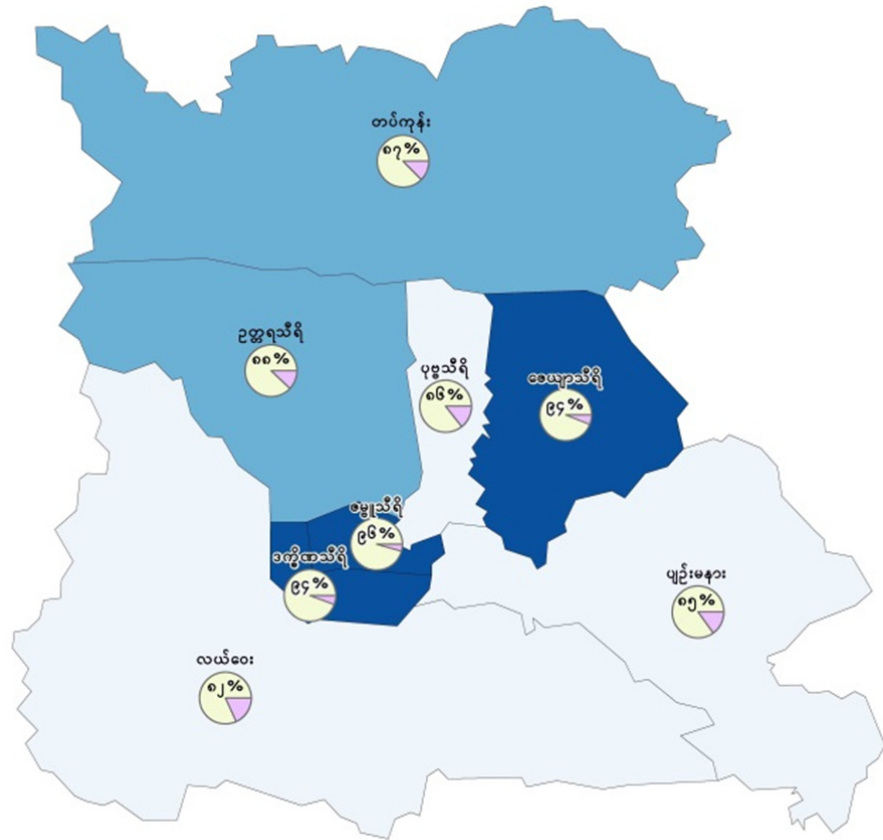 တပ်ကုန်း
၈၇%
ဥတ္တရသီရိ
၈၈%
ပုဗ္ဗသီရိ
၈၆%
ဇေယျာသီရိ
၉၄%
ဇမ္ဗူသီရိ
၉၆%
ဒက္ခိဏသီရိ
၉၄%
ပျဉ်းမနား
၈၅%
လယ်ဝေး
၈၂%